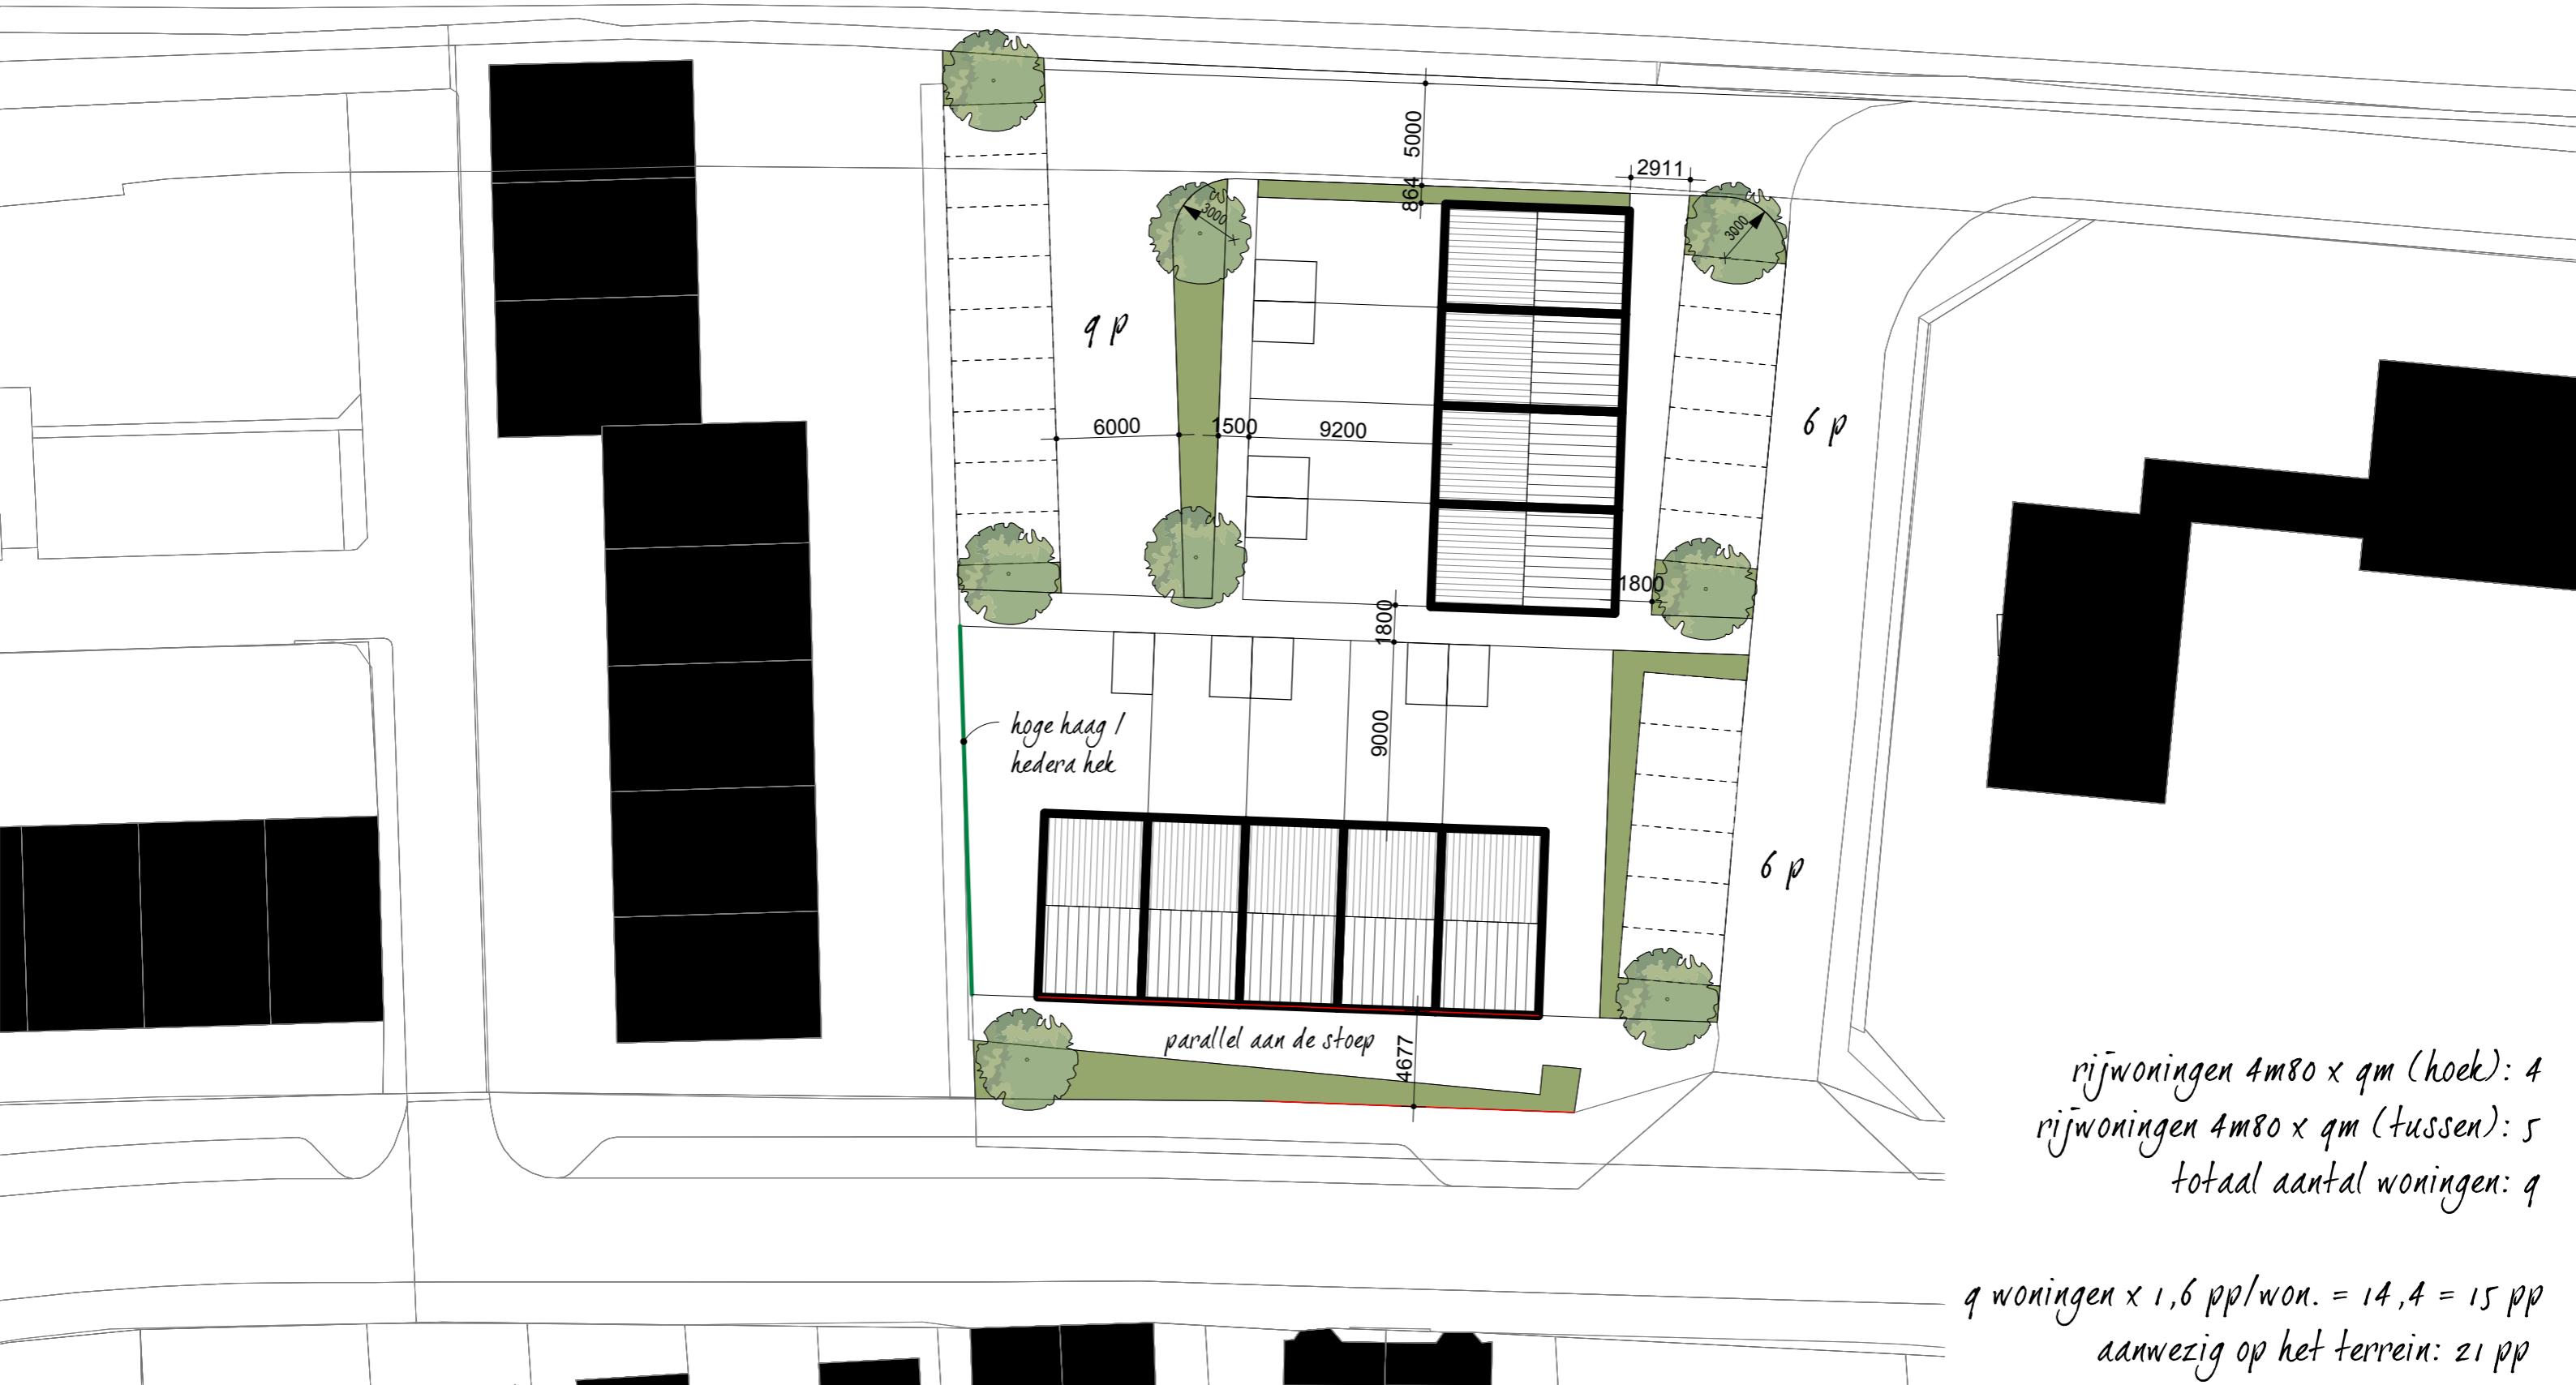 5000
2911
864
3000
3000
9 p
6 p
6000
1500
9200
1800
1800
hoge haag /
hedera hek
9000
6 p
parallel aan de stoep
4677
rijwoningen 4m80 x 9m (hoek): 4
rijwoningen 4m80 x 9m (tussen): 5
totaal aantal woningen: 9
9 woningen x 1,6 pp/won. = 14,4 = 15 pp
aanwezig op het terrein: 21 pp